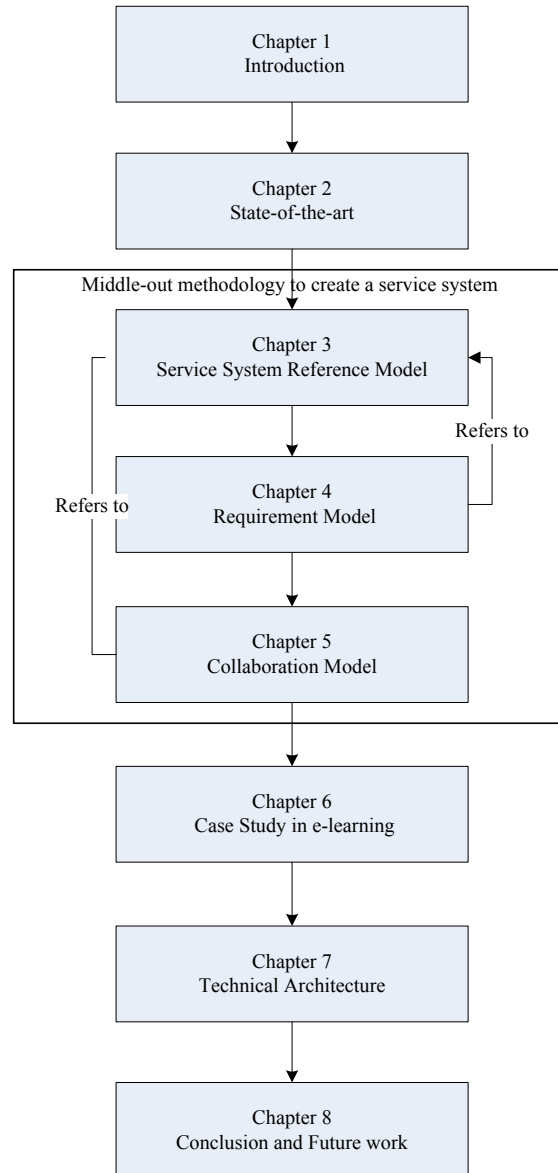 Chapter 1
Introduction
Chapter 2
State-of-the-art
Middle-out methodology to create a service system
Chapter 3
Service System Reference Model
Refers to
Chapter 4
Requirement Model
Refers to
Chapter 5
Collaboration Model
Chapter 6
Case Study in e-learning
Chapter 7
Technical Architecture
Chapter 8
Conclusion and Future work